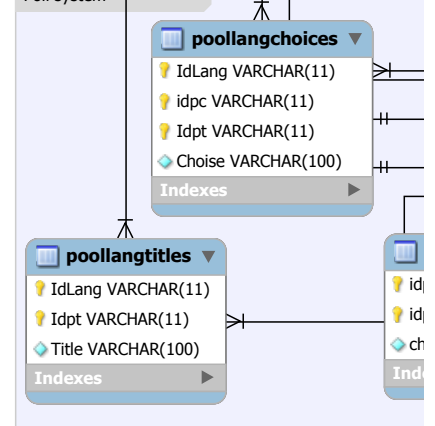 poollangchoices
IdLang VARCHAR(11)
idpc VARCHAR(11)
Idpt VARCHAR(11)
Choise VARCHAR(100)
Indexes
poollangtitles
IdLang VARCHAR(11)
Idpt VARCHAR(11)
Title VARCHAR(100)
Indexes